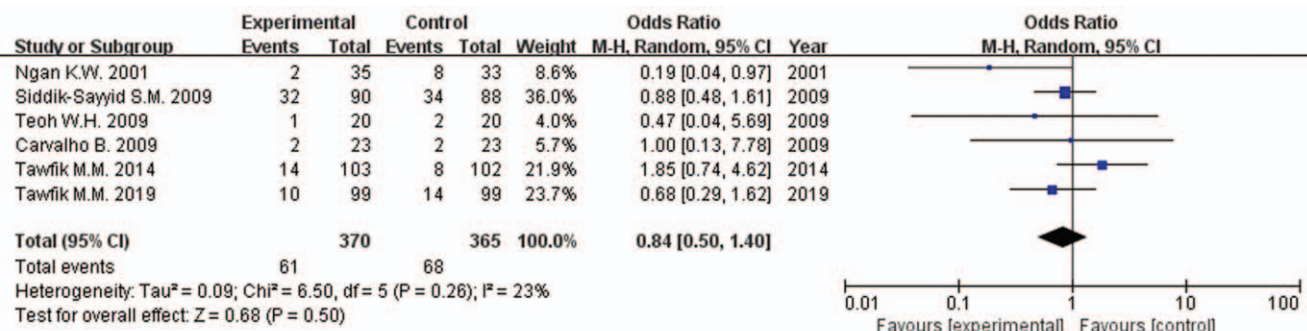 Experimental Control Odds Ratio Odds Ratio
Study or Subgroup Events Total Events Total Weight M-H, Random, 95% CI Year M-H, Random, 95% CI
Ngan K.W. 2001 2 35 8 33 8.6% 0.19 [0.04, 0.97] 2001
Siddik-Sayyid S.M. 2009 32 90 34 88 36.0% 0.88 [0.48, 1.61] 2009
Teoh W.H. 2009 1 20 2 20 4.0% 0.47 [0.04, 5.69] 2009
Carvalho B. 2009 2 23 2 23 5.7% 1.00 [0.13, 7.78] 2009
Tawfik M.M. 2014 14 103 8 102 21.9% 1.85 [0.74, 4.62] 2014
Tawfik M.M. 2019 10 99 14 99 23.7% 0.68 [0.29, 1.62] 2019
Total (95% CI) 370 365 100.0% 0.84 [0.50, 1.40]
Total events 61 68
Heterogeneity: Tau² = 0.09; Chi² = 6.50, df = 5 (P = 0.26); I² = 23%
Test for overall effect: Z = 0.68 (P = 0.50)
0.01 0.1 1 10 100
Favours [experimental] Favours [control]